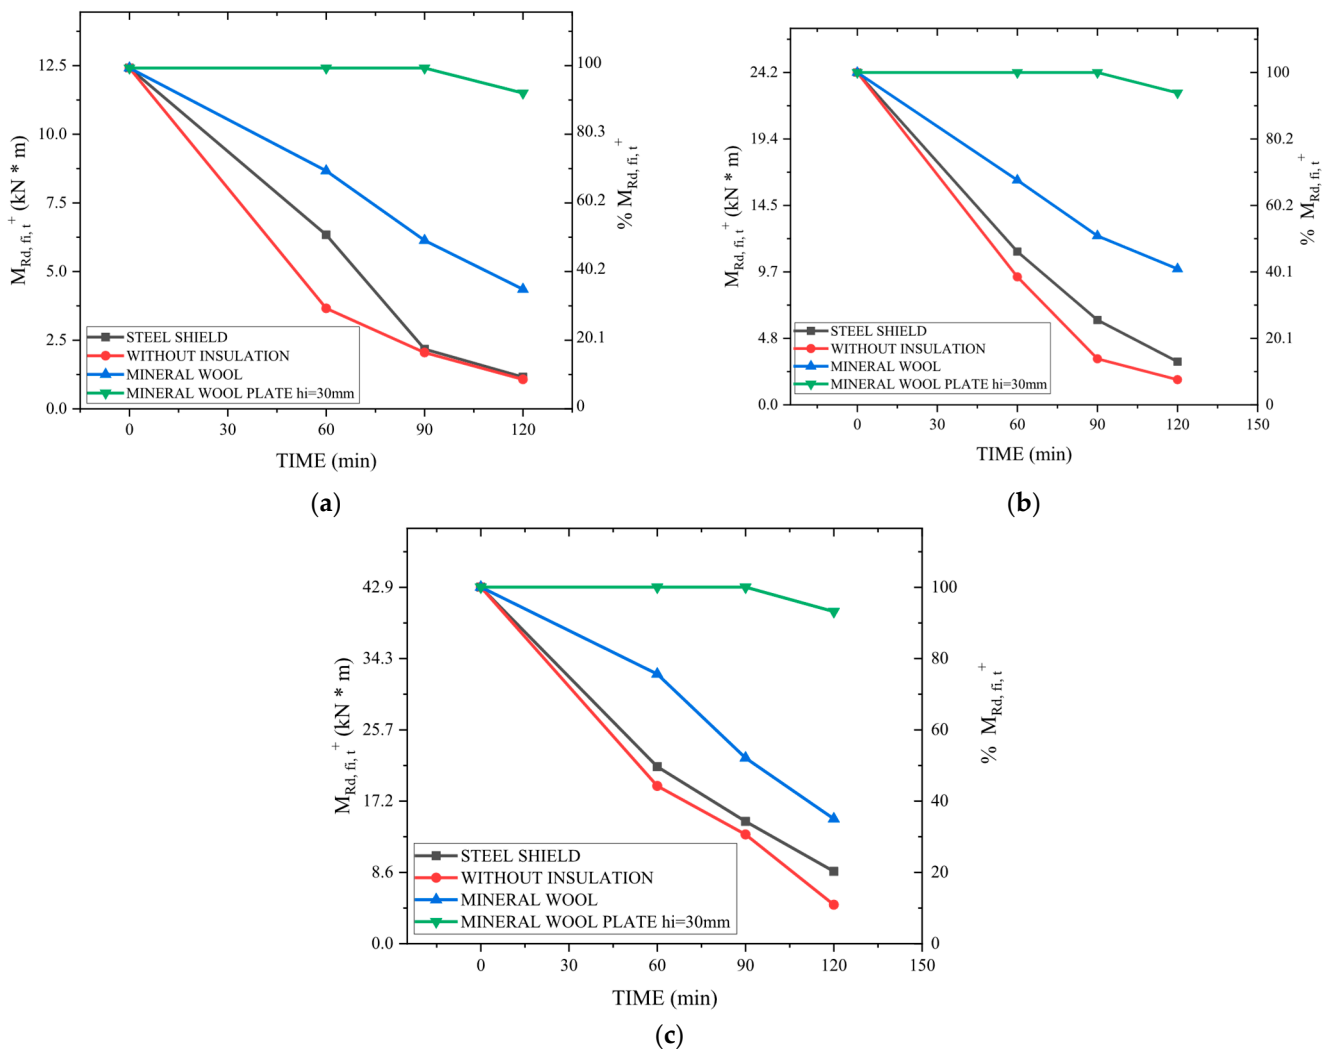 M_Rd, fi, t^+ (kN * m)
12.5
10.0
7.5
5.0
2.5
0.0
STEEL SHIELD
WITHOUT INSULATION
MINERAL WOOL
MINERAL WOOL PLATE hi=30mm
100
80.3
60.2
40.2
20.1
0
% M_Rd, fi, t^+
0 30 60 90 120
TIME (min)
(a)
M_Rd, fi, t^+ (kN * m)
24.2
19.4
14.5
9.7
4.8
0.0
STEEL SHIELD
WITHOUT INSULATION
MINERAL WOOL
MINERAL WOOL PLATE hi=30mm
100
80.2
60.2
40.1
20.1
0
% M_Rd, fi, t^+
0 30 60 90 120 150
TIME (min)
(b)
M_Rd, fi, t^+ (kN * m)
42.9
34.3
25.7
17.2
8.6
0.0
STEEL SHIELD
WITHOUT INSULATION
MINERAL WOOL
MINERAL WOOL PLATE hi=30mm
100
80
60
40
20
0
% M_Rd, fi, t^+
0 30 60 90 120 150
TIME (min)
(c)